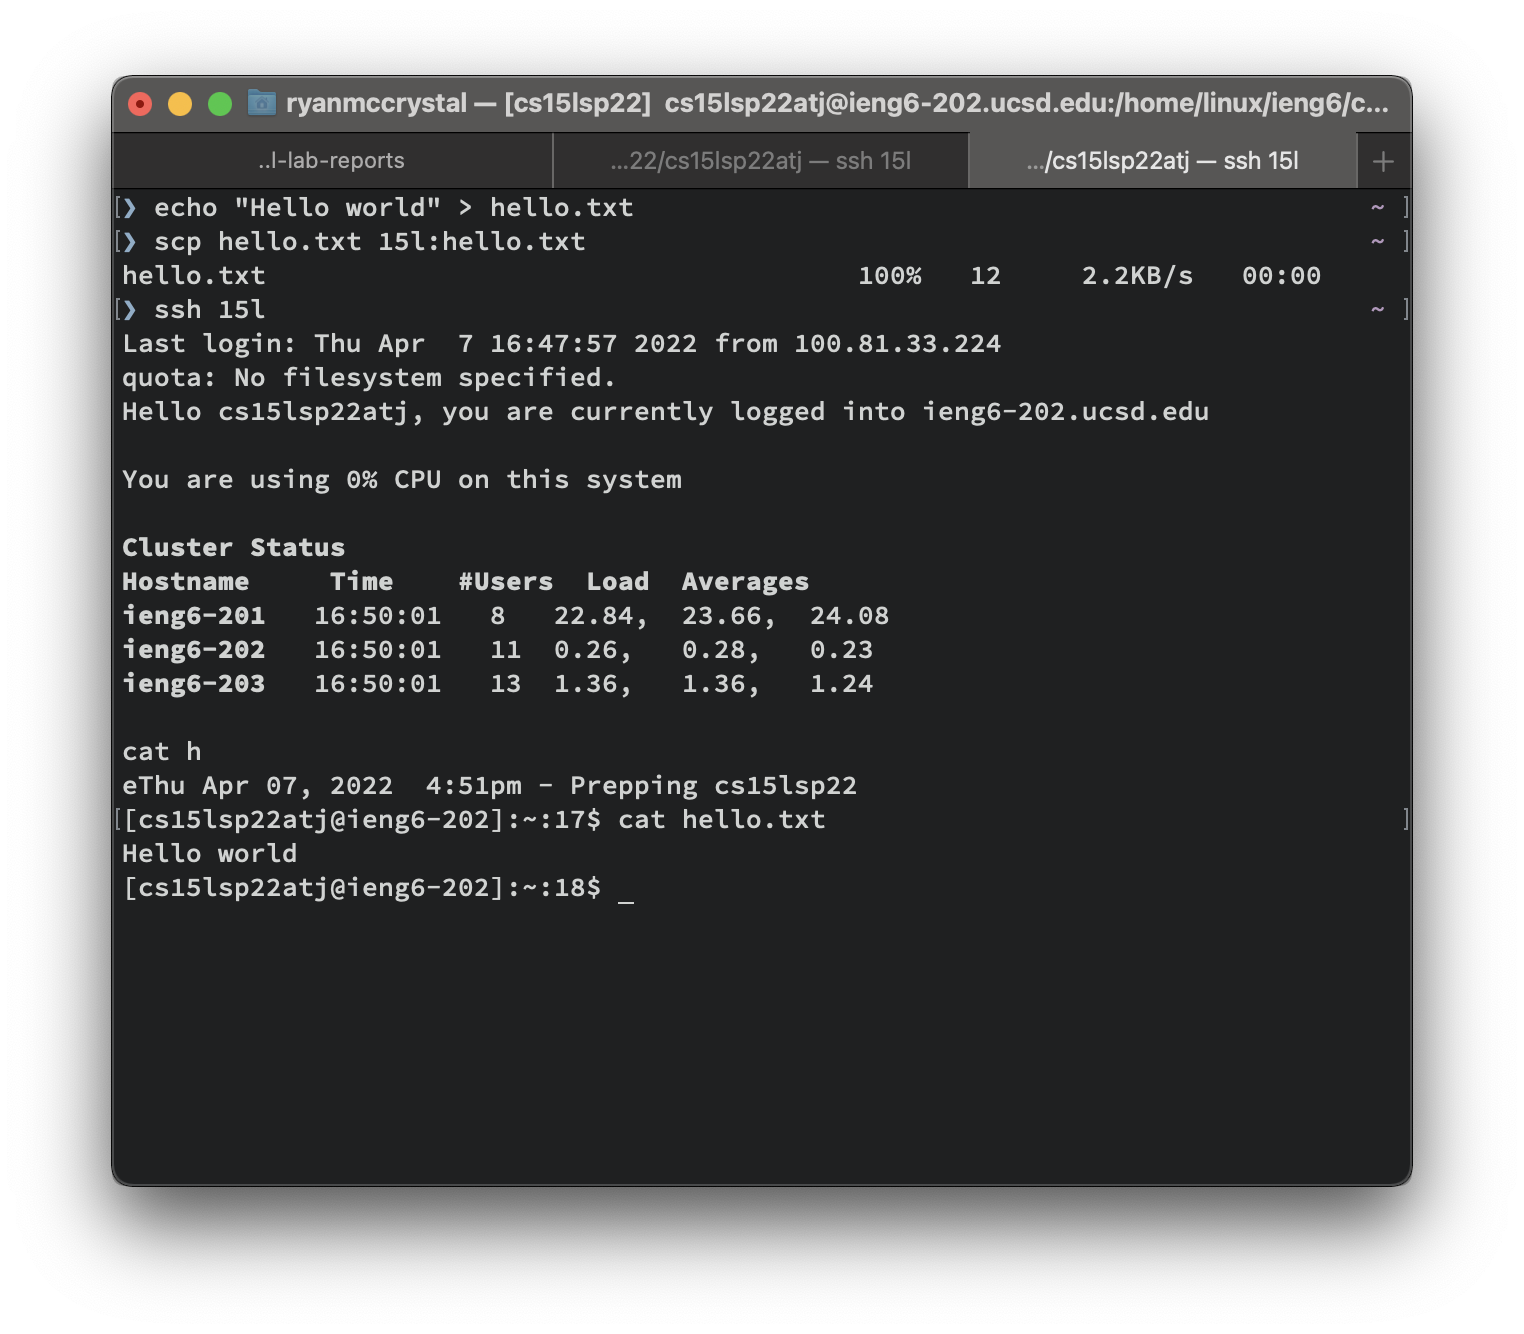 ryanmccrystal — [cs15lsp22] cs15lsp22atj@ieng6-202.ucsd.edu:/home/linux/ieng6/c...
..l-lab-reports
...22/cs15lsp22atj — ssh 15l
.../cs15lsp22atj — ssh 15l
+
[❯ echo "Hello world" > hello.txt ~ ]
[❯ scp hello.txt 15l:hello.txt ~ ]
hello.txt 100% 12 2.2KB/s 00:00
[❯ ssh 15l ~ ]
Last login: Thu Apr  7 16:47:57 2022 from 100.81.33.224
quota: No filesystem specified.
Hello cs15lsp22atj, you are currently logged into ieng6-202.ucsd.edu
You are using 0% CPU on this system
Cluster Status
Hostname Time #Users Load Averages
ieng6-201 16:50:01 8 22.84, 23.66, 24.08
ieng6-202 16:50:01 11 0.26, 0.28, 0.23
ieng6-203 16:50:01 13 1.36, 1.36, 1.24
cat h
eThu Apr 07, 2022  4:51pm - Prepping cs15lsp22
[[cs15lsp22atj@ieng6-202]:~:17$ cat hello.txt ]
Hello world
[cs15lsp22atj@ieng6-202]:~:18$ _